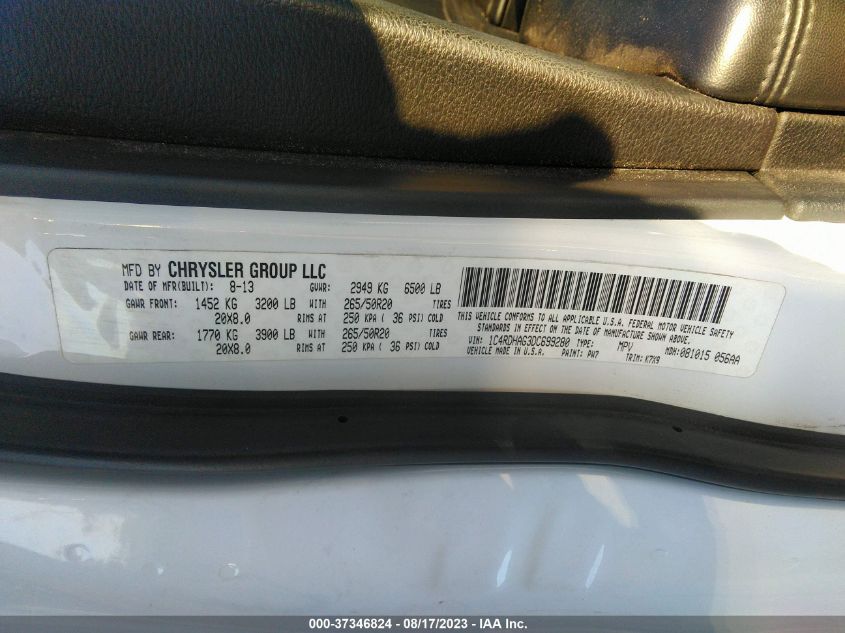 MFD BY CHRYSLER GROUP LLC
DATE OF MFR(BUILT): 8-13 GVWR: 2949 KG 6500 LB
GAWR FRONT: 1452 KG 3200 LB WITH 265/50R20 TIRES
20X8.0 RIMS AT 250 KPA ( 36 PSI) COLD
GAWR REAR: 1770 KG 3900 LB WITH 265/50R20 TIRES
20X8.0 RIMS AT 250 KPA ( 36 PSI) COLD
THIS VEHICLE CONFORMS TO ALL APPLICABLE U.S.A. FEDERAL MOTOR VEHICLE SAFETY
STANDARDS IN EFFECT ON THE DATE OF MANUFACTURE SHOWN ABOVE.
VIN: 1C4RDHAG3DC699280 TYPE: MPV MDH: 081015 056AA
VEHICLE MADE IN U.S.A. PAINT: PW7 TRIM: K7X9
000-37346824 - 08/17/2023 - IAAI Inc.